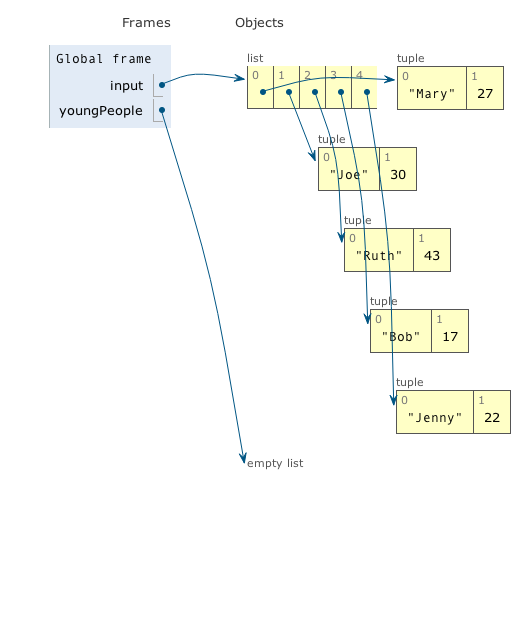 Frames Objects
Global frame
input
youngPeople
list
0 1 2 3 4
tuple
0 1
"Mary" 27
tuple
0 1
"Joe" 30
tuple
0 1
"Ruth" 43
tuple
0 1
"Bob" 17
tuple
0 1
"Jenny" 22
empty list